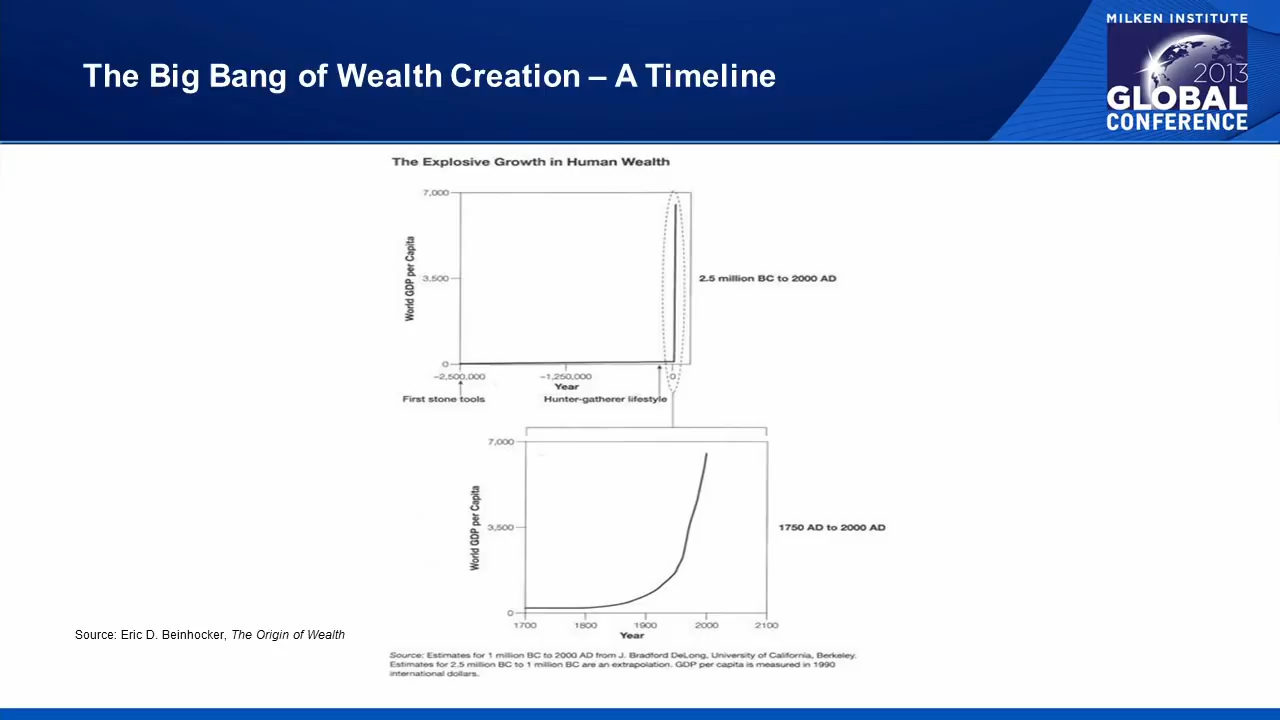 MILKEN INSTITUTE
2013
GLOBAL
CONFERENCE
The Big Bang of Wealth Creation – A Timeline
The Explosive Growth in Human Wealth
7,000
3,500
0
World GDP per Capita
2.5 million BC to 2000 AD
−2,500,000 −1,250,000 0
Year
First stone tools Hunter-gatherer lifestyle
7,000
3,500
0
World GDP per Capita
1750 AD to 2000 AD
1700 1800 1900 2000 2100
Year
Source: Eric D. Beinhocker, The Origin of Wealth
Source: Estimates for 1 million BC to 2000 AD from J. Bradford DeLong, University of California, Berkeley.
Estimates for 2.5 million BC to 1 million BC are an extrapolation. GDP per capita is measured in 1990
international dollars.